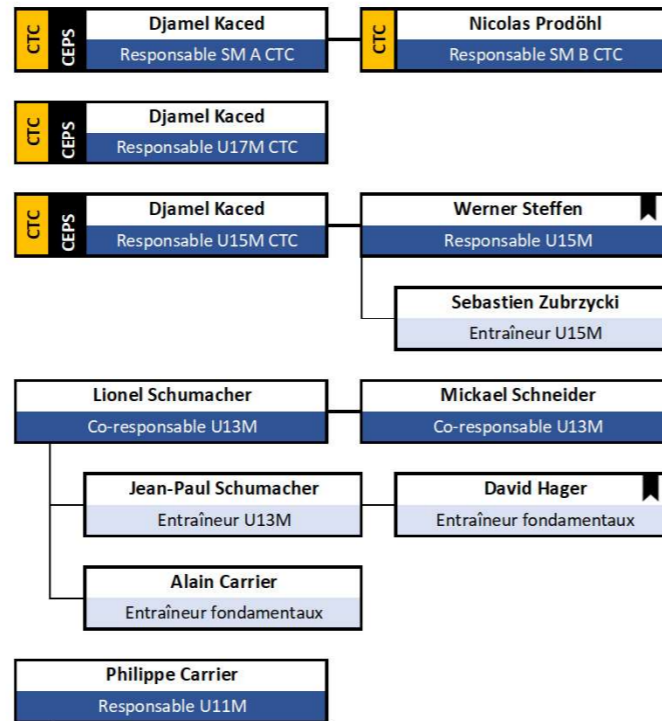 CTC
CEPS
Djamel Kaced
Responsable SM A CTC
CTC
Nicolas Prodöhl
Responsable SM B CTC
CTC
CEPS
Djamel Kaced
Responsable U17M CTC
CTC
CEPS
Djamel Kaced
Responsable U15M CTC
Werner Steffen
Responsable U15M
Sebastien Zubrzycki
Entraîneur U15M
Lionel Schumacher
Co-responsable U13M
Mickael Schneider
Co-responsable U13M
Jean-Paul Schumacher
Entraîneur U13M
David Hager
Entraîneur fondamentaux
Alain Carrier
Entraîneur fondamentaux
Philippe Carrier
Responsable U11M